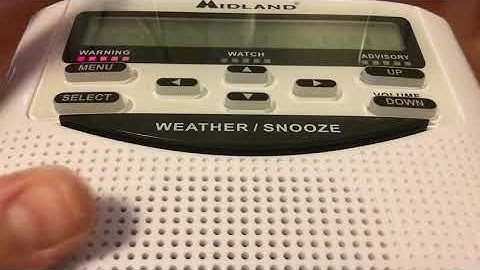 MIDLAND
WARNING WATCH ADVISORY
MENU UP
SELECT VOLUME
DOWN
WEATHER / SNOOZE